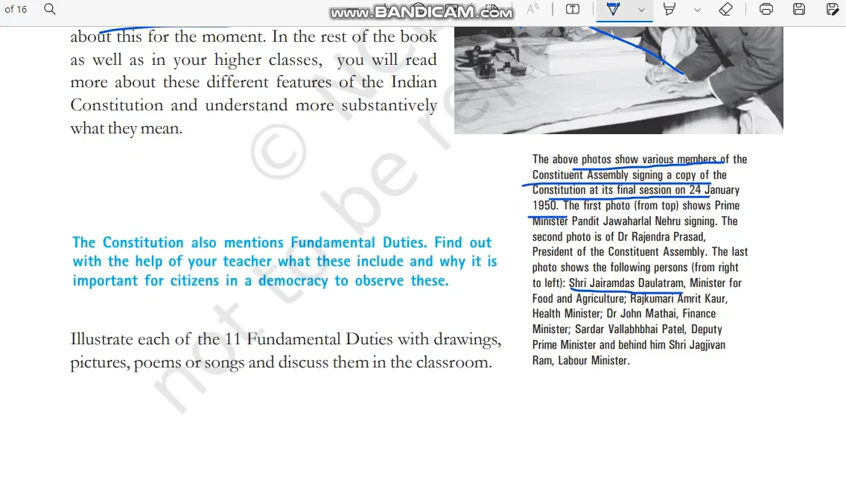 of 16
www.BANDICAM.com
about this for the moment. In the rest of the book
as well as in your higher classes, you will read
more about these different features of the Indian
Constitution and understand more substantively
what they mean.
The Constitution also mentions Fundamental Duties. Find out
with the help of your teacher what these include and why it is
important for citizens in a democracy to observe these.
Illustrate each of the 11 Fundamental Duties with drawings,
pictures, poems or songs and discuss them in the classroom.
The above photos show various members of the
Constituent Assembly signing a copy of the
Constitution at its final session on 24 January
1950. The first photo (from top) shows Prime
Minister Pandit Jawaharlal Nehru signing. The
second photo is of Dr Rajendra Prasad,
President of the Constituent Assembly. The last
photo shows the following persons (from right
to left): Shri Jairamdas Daulatram, Minister for
Food and Agriculture; Rajkumari Amrit Kaur,
Health Minister; Dr John Mathai, Finance
Minister; Sardar Vallabhbhai Patel, Deputy
Prime Minister and behind him Shri Jagjivan
Ram, Labour Minister.
© NC
not to be re